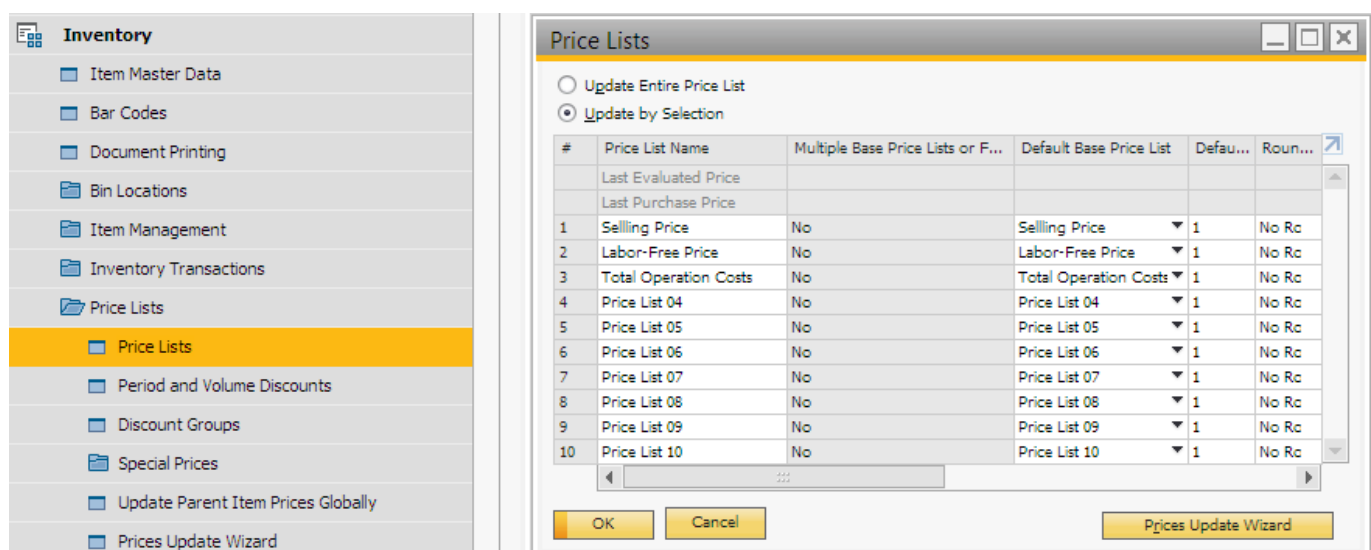 Inventory
Item Master Data
Bar Codes
Document Printing
Bin Locations
Item Management
Inventory Transactions
Price Lists
Price Lists
Period and Volume Discounts
Discount Groups
Special Prices
Update Parent Item Prices Globally
Prices Update Wizard
Price Lists
Update Entire Price List
Update by Selection
# Price List Name Multiple Base Price Lists or F... Default Base Price List Defau... Roun...
Last Evaluated Price
Last Purchase Price
1 Sellling Price No Sellling Price 1 No Rc
2 Labor-Free Price No Labor-Free Price 1 No Rc
3 Total Operation Costs No Total Operation Costs 1 No Rc
4 Price List 04 No Price List 04 1 No Rc
5 Price List 05 No Price List 05 1 No Rc
6 Price List 06 No Price List 06 1 No Rc
7 Price List 07 No Price List 07 1 No Rc
8 Price List 08 No Price List 08 1 No Rc
9 Price List 09 No Price List 09 1 No Rc
10 Price List 10 No Price List 10 1 No Rc
OK Cancel Prices Update Wizard